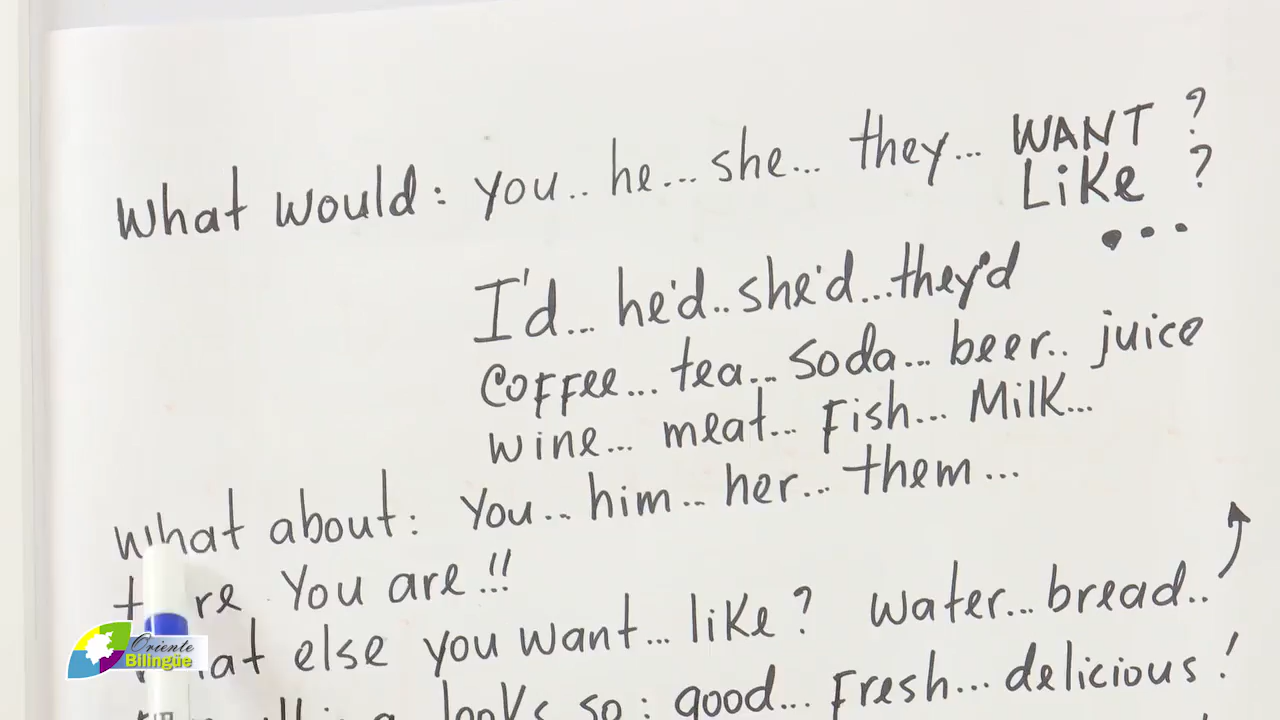 What would: you.. he... she... they... WANT ?
Like ?
...
I'd... he'd.. she'd...they'd
coffee... tea... soda... beer.. juice
wine... meat... Fish... Milk...
What about: You.. him.. her... them...
You are!!
else you want... like? Water... bread..
looks so: good... Fresh... delicious!
Oriente
Bilingüe